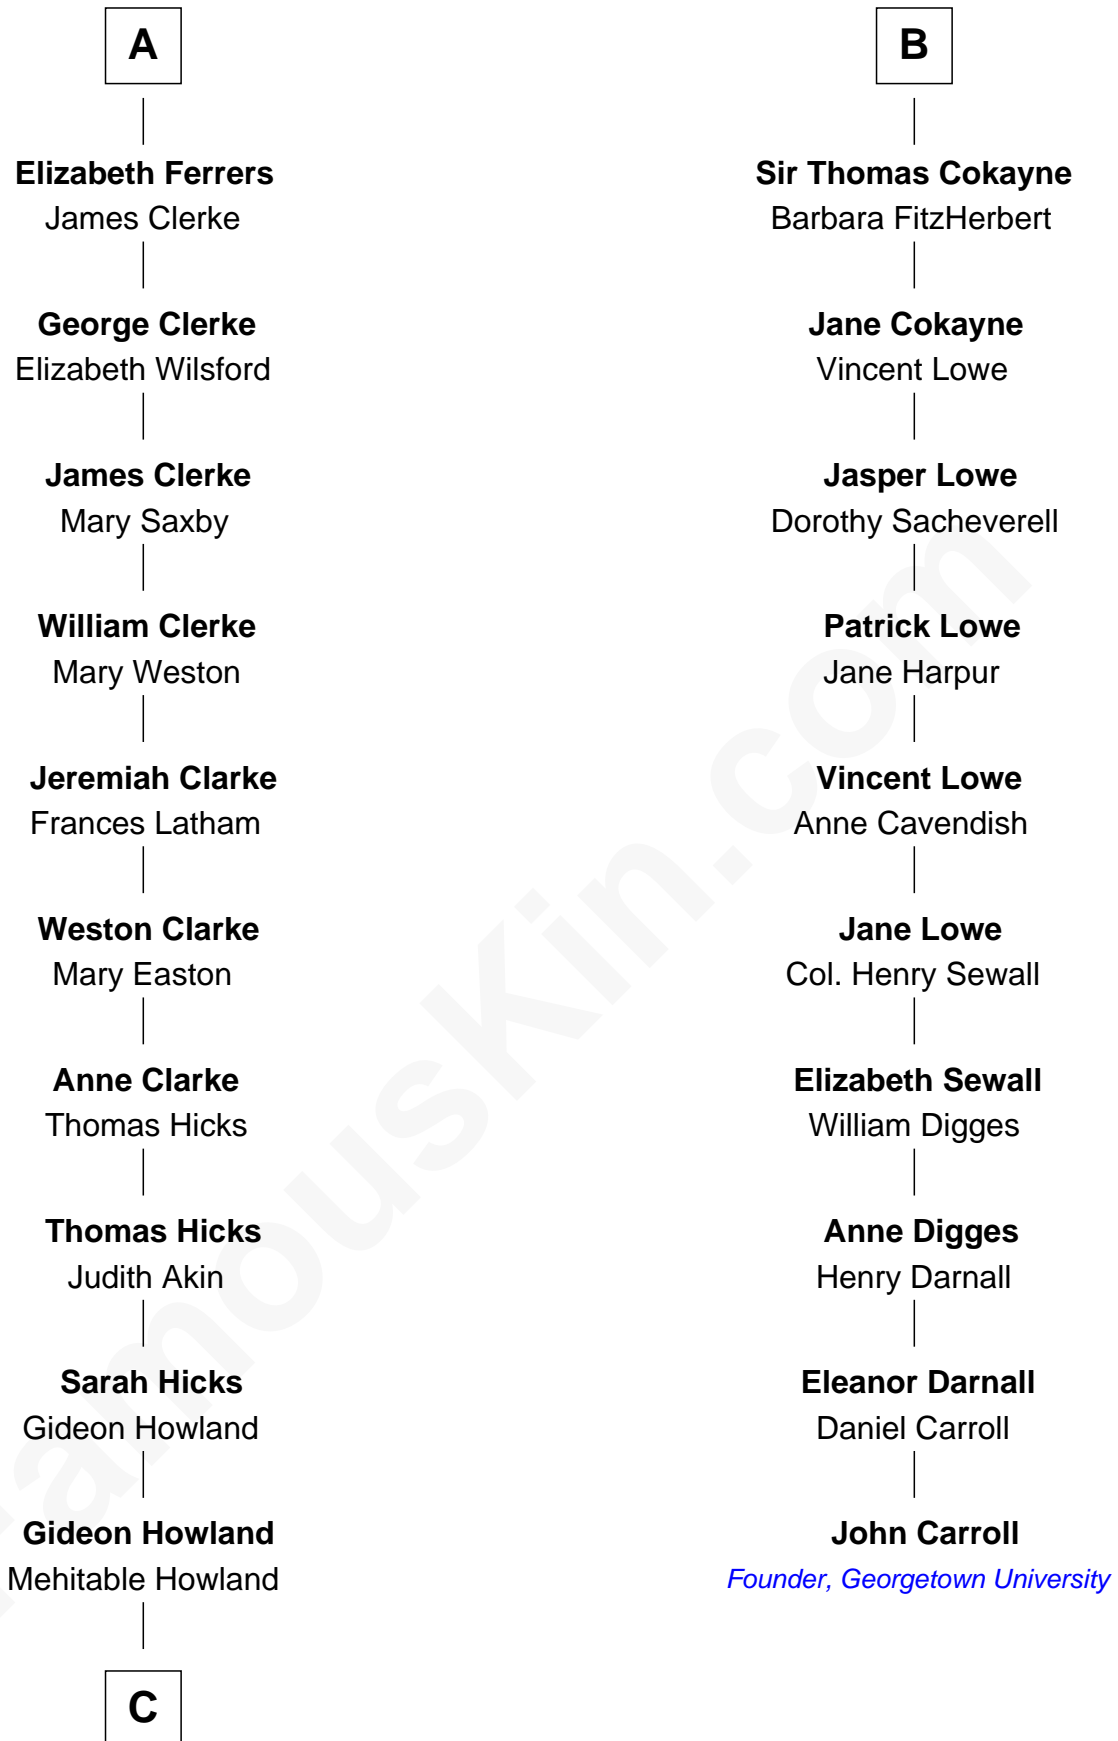 A
Elizabeth Ferrers
James Clerke
George Clerke
Elizabeth Wilsford
James Clerke
Mary Saxby
William Clerke
Mary Weston
Jeremiah Clarke
Frances Latham
Weston Clarke
Mary Easton
Anne Clarke
Thomas Hicks
Thomas Hicks
Judith Akin
Sarah Hicks
Gideon Howland
Gideon Howland
Mehitable Howland
C
B
Sir Thomas Cokayne
Barbara FitzHerbert
Jane Cokayne
Vincent Lowe
Jasper Lowe
Dorothy Sacheverell
Patrick Lowe
Jane Harpur
Vincent Lowe
Anne Cavendish
Jane Lowe
Col. Henry Sewall
Elizabeth Sewall
William Digges
Anne Digges
Henry Darnall
Eleanor Darnall
Daniel Carroll
John Carroll
Founder, Georgetown University
FamousKin.com